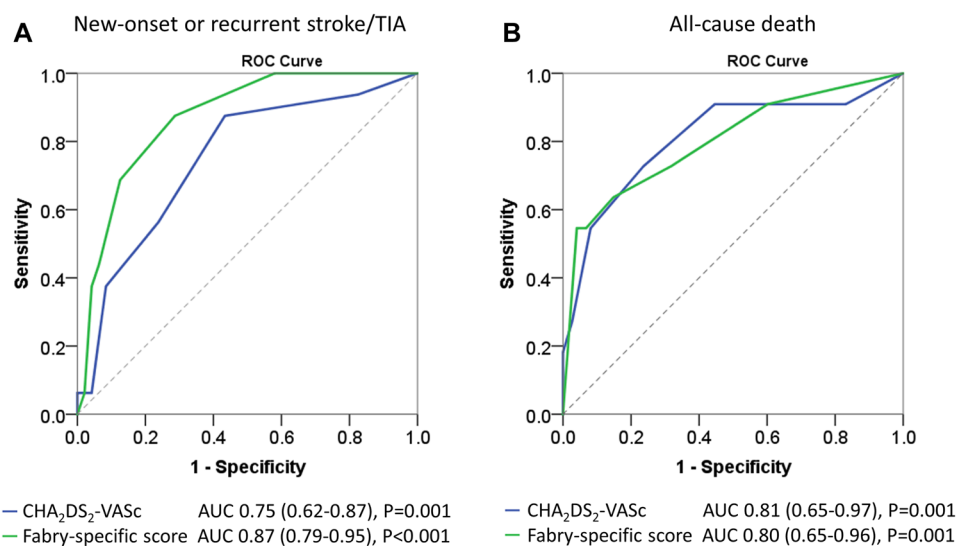 A New-onset or recurrent stroke/TIA
ROC Curve
Sensitivity
1.0
0.8
0.6
0.4
0.2
0.0
0.0 0.2 0.4 0.6 0.8 1.0
1 - Specificity
CHA₂DS₂-VASc AUC 0.75 (0.62-0.87), P=0.001
Fabry-specific score AUC 0.87 (0.79-0.95), P<0.001
B All-cause death
ROC Curve
Sensitivity
1.0
0.8
0.6
0.4
0.2
0.0
0.0 0.2 0.4 0.6 0.8 1.0
1 - Specificity
CHA₂DS₂-VASc AUC 0.81 (0.65-0.97), P=0.001
Fabry-specific score AUC 0.80 (0.65-0.96), P=0.001